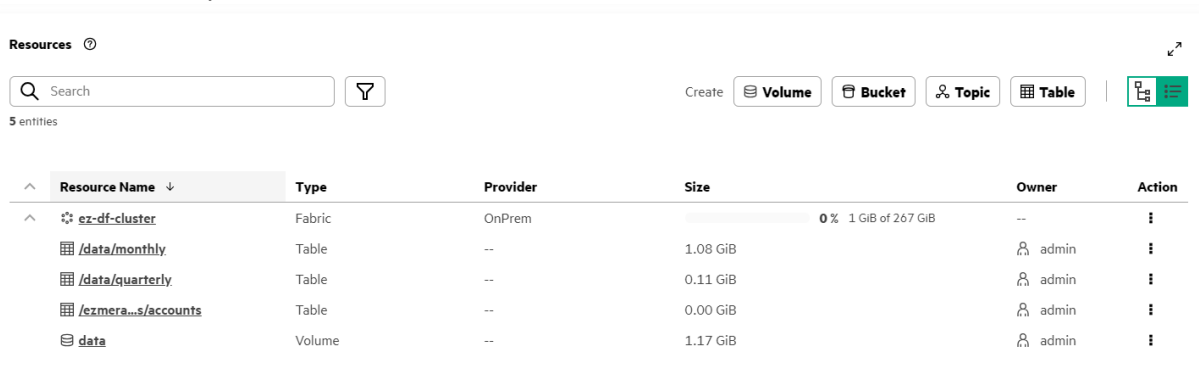 Resources
Search
Create Volume Bucket Topic Table
5 entities
Resource Name Type Provider Size Owner Action
ez-df-cluster Fabric OnPrem 0 % 1 GiB of 267 GiB --
/data/monthly Table -- 1.08 GiB admin
/data/quarterly Table -- 0.11 GiB admin
/ezmera...s/accounts Table -- 0.00 GiB admin
data Volume -- 1.17 GiB admin